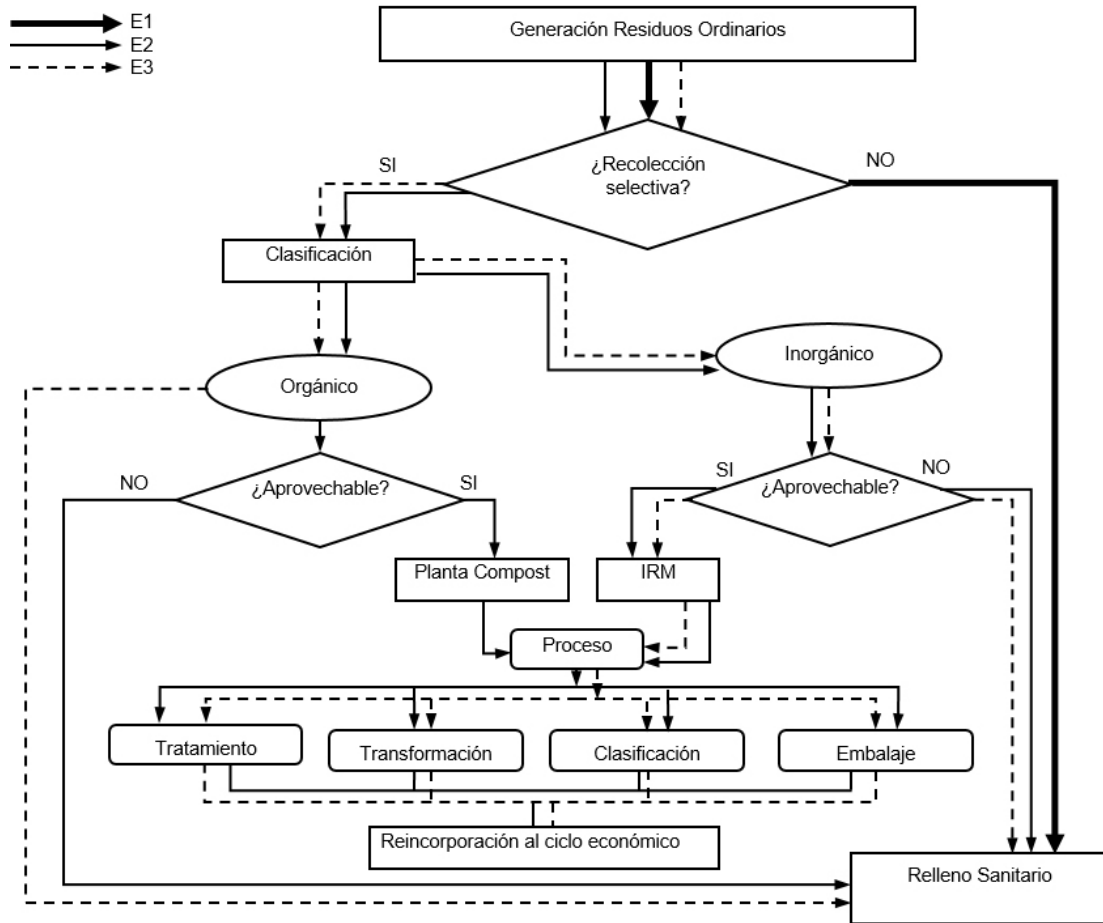 E1
E2
E3
Generación Residuos Ordinarios
¿Recolección
selectiva?
SI
NO
Clasificación
Inorgánico
Orgánico
NO
¿Aprovechable?
SI
SI
¿Aprovechable?
NO
Planta Compost
IRM
Proceso
Tratamiento
Transformación
Clasificación
Embalaje
Reincorporación al ciclo económico
Relleno Sanitario